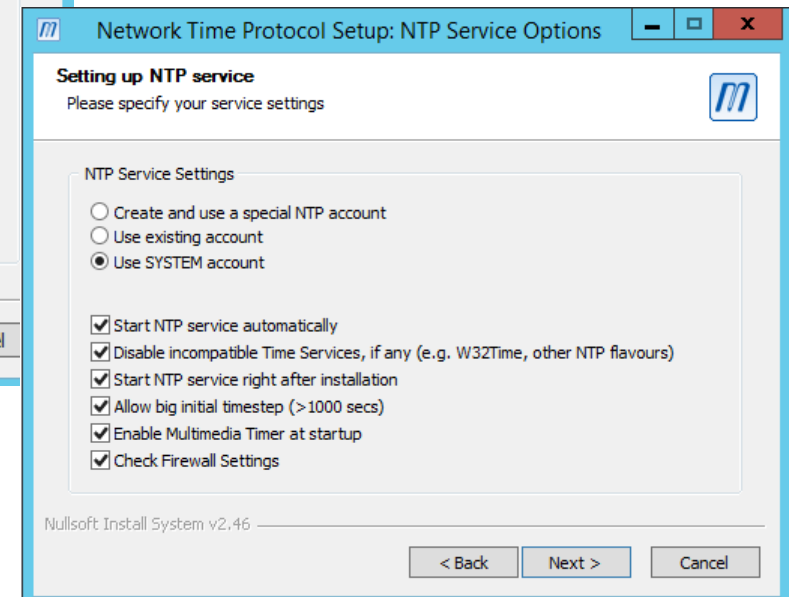 Network Time Protocol Setup: NTP Service Options
Setting up NTP service
Please specify your service settings
NTP Service Settings
Create and use a special NTP account
Use existing account
Use SYSTEM account
Start NTP service automatically
Disable incompatible Time Services, if any (e.g. W32Time, other NTP flavours)
Start NTP service right after installation
Allow big initial timestep (>1000 secs)
Enable Multimedia Timer at startup
Check Firewall Settings
Nullsoft Install System v2.46
< Back
Next >
Cancel